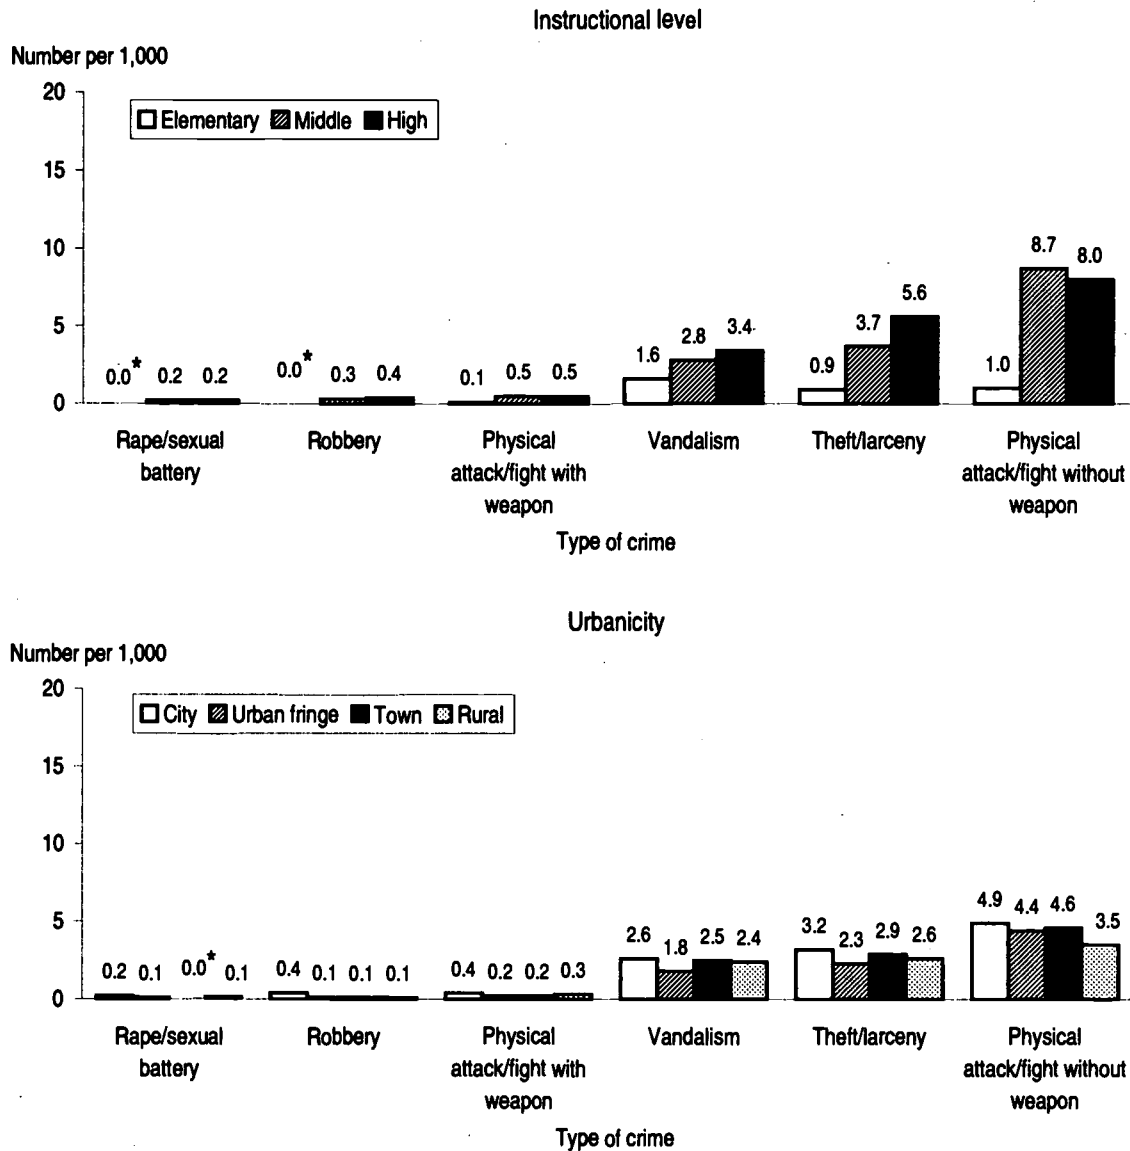 Instructional level
Number per 1,000
20
15
10
5
0
Elementary Middle High
0.0* 0.2 0.2
0.0* 0.3 0.4
0.1 0.5 0.5
1.6 2.8 3.4
0.9 3.7 5.6
1.0 8.7 8.0
Rape/sexual
battery
Robbery
Physical
attack/fight with
weapon
Vandalism
Theft/larceny
Physical
attack/fight without
weapon
Type of crime
Urbanicity
Number per 1,000
20
15
10
5
0
City Urban fringe Town Rural
0.2 0.1 0.0* 0.1
0.4 0.1 0.1 0.1
0.4 0.2 0.2 0.3
2.6 1.8 2.5 2.4
3.2 2.3 2.9 2.6
4.9 4.4 4.6 3.5
Rape/sexual
battery
Robbery
Physical
attack/fight with
weapon
Vandalism
Theft/larceny
Physical
attack/fight without
weapon
Type of crime